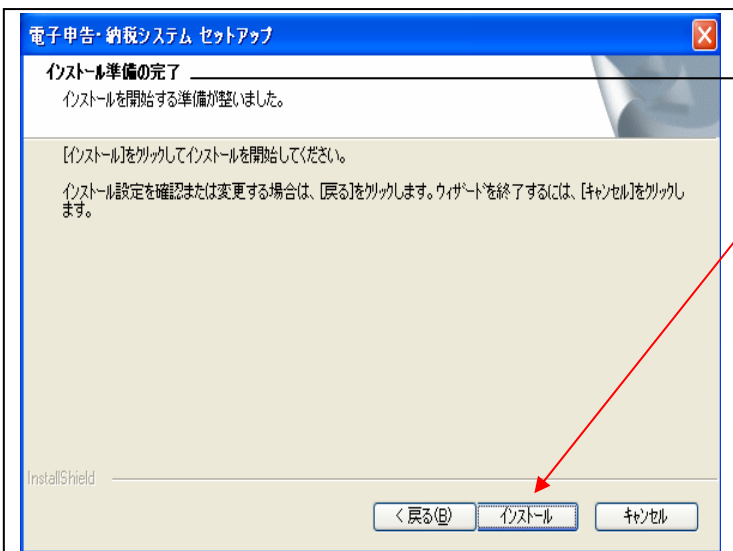 電子申告・納税システム セットアップ
インストール準備の完了
インストールを開始する準備が整いました。
[インストール]をクリックしてインストールを開始してください。
インストール設定を確認または変更する場合は、[戻る]をクリックします。ウィザードを終了するには、[キャンセル]をクリックし
ます。
InstallShield
< 戻る(B) インストール キャンセル